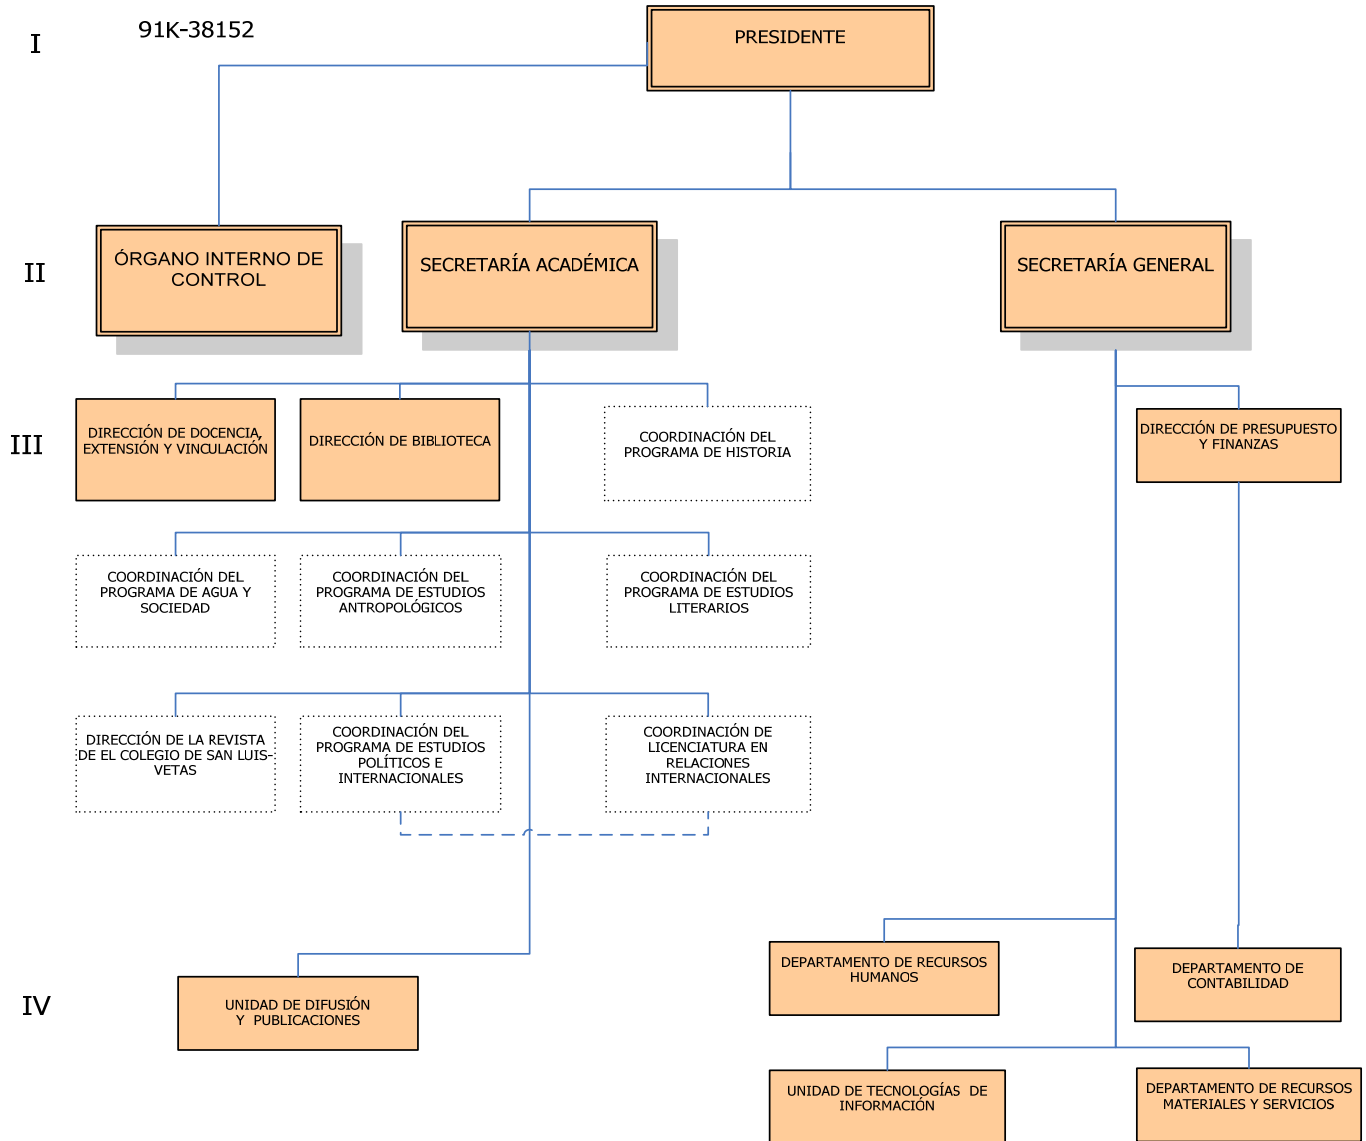 I
91K-38152
PRESIDENTE
II
ÓRGANO INTERNO DE
CONTROL
SECRETARÍA ACADÉMICA
SECRETARÍA GENERAL
III
DIRECCIÓN DE DOCENCIA,
EXTENSIÓN Y VINCULACIÓN
DIRECCIÓN DE BIBLIOTECA
COORDINACIÓN DEL
PROGRAMA DE HISTORIA
DIRECCIÓN DE PRESUPUESTO
Y FINANZAS
COORDINACIÓN DEL
PROGRAMA DE AGUA Y
SOCIEDAD
COORDINACIÓN DEL
PROGRAMA DE ESTUDIOS
ANTROPOLÓGICOS
COORDINACIÓN DEL
PROGRAMA DE ESTUDIOS
LITERARIOS
DIRECCIÓN DE LA REVISTA
DE EL COLEGIO DE SAN LUIS-
VETAS
COORDINACIÓN DEL
PROGRAMA DE ESTUDIOS
POLÍTICOS E
INTERNACIONALES
COORDINACIÓN DE
LICENCIATURA EN
RELACIONES
INTERNACIONALES
IV
UNIDAD DE DIFUSIÓN
Y PUBLICACIONES
DEPARTAMENTO DE RECURSOS
HUMANOS
DEPARTAMENTO DE
CONTABILIDAD
UNIDAD DE TECNOLOGÍAS DE
INFORMACIÓN
DEPARTAMENTO DE RECURSOS
MATERIALES Y SERVICIOS